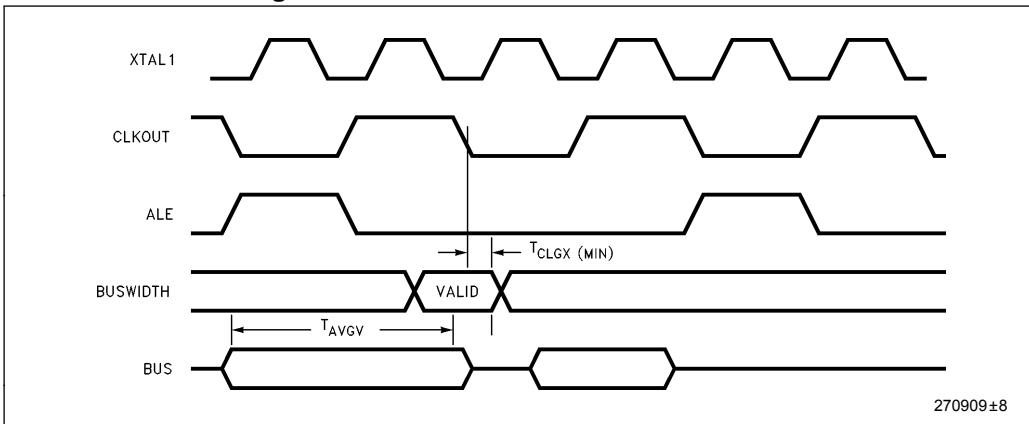 XTAL1
CLKOUT
ALE
T_CLGX (MIN)
BUSWIDTH
VALID
T_AVGV
BUS
270909±8